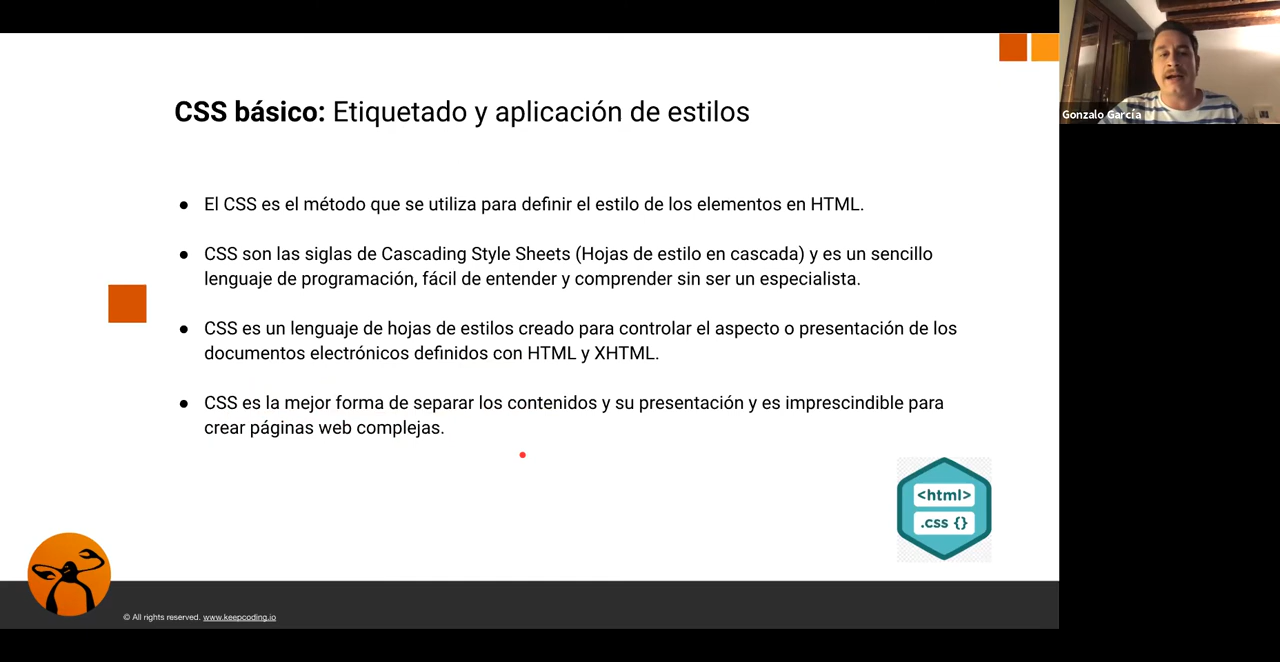 CSS básico: Etiquetado y aplicación de estilos
● El CSS es el método que se utiliza para definir el estilo de los elementos en HTML.
● CSS son las siglas de Cascading Style Sheets (Hojas de estilo en cascada) y es un sencillo
lenguaje de programación, fácil de entender y comprender sin ser un especialista.
● CSS es un lenguaje de hojas de estilos creado para controlar el aspecto o presentación de los
documentos electrónicos definidos con HTML y XHTML.
● CSS es la mejor forma de separar los contenidos y su presentación y es imprescindible para
crear páginas web complejas.
<html>
.css {}
© All rights reserved. www.keepcoding.io
Gonzalo García